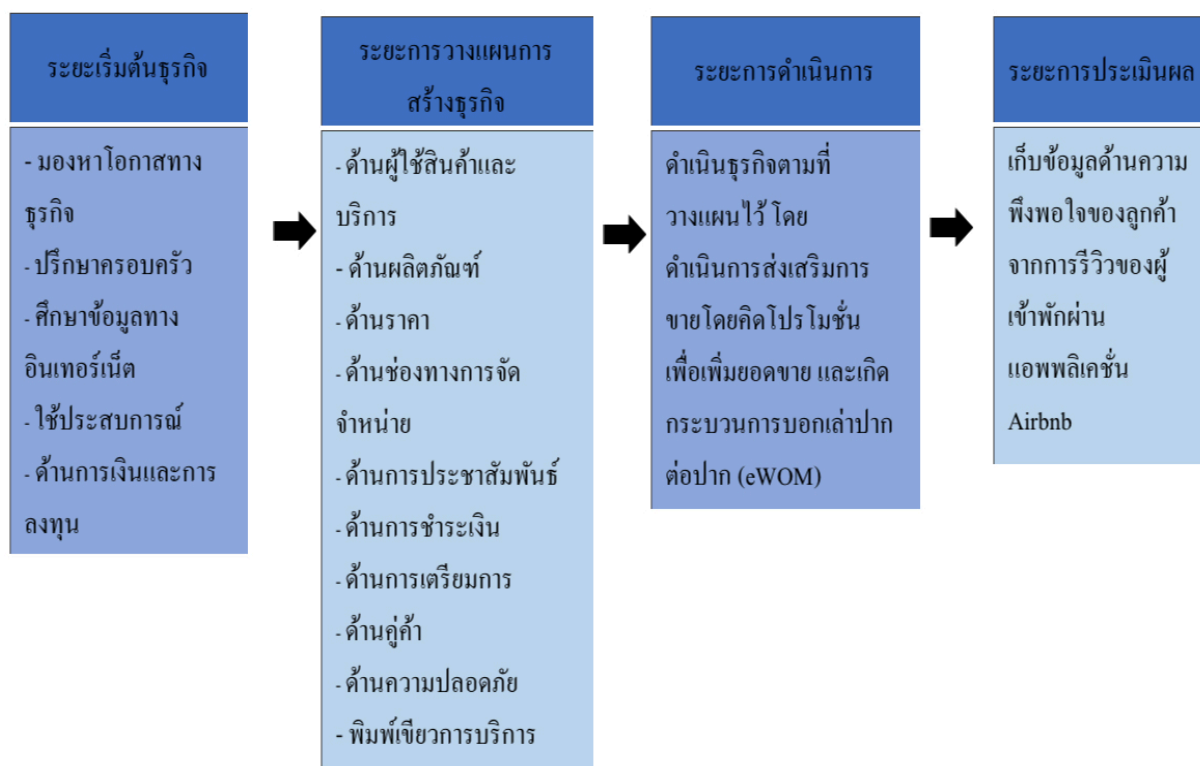 ระยะเริ่มต้นธุรกิจ
- มองหาโอกาสทาง
ธุรกิจ
- ปรึกษาครอบครัว
- ศึกษาข้อมูลทาง
อินเทอร์เน็ต
- ใช้ประสบการณ์
- ด้านการเงินและการ
ลงทุน
ระยะการวางแผนการ
สร้างธุรกิจ
- ด้านผู้ใช้สินค้าและ
บริการ
- ด้านผลิตภัณฑ์
- ด้านราคา
- ด้านช่องทางการจัด
จำหน่าย
- ด้านการประชาสัมพันธ์
- ด้านการชำระเงิน
- ด้านการเตรียมการ
- ด้านคู่ค้า
- ด้านความปลอดภัย
- พิมพ์เขียวการบริการ
ระยะการดำเนินการ
ดำเนินธุรกิจตามที่
วางแผนไว้ โดย
ดำเนินการส่งเสริมการ
ขายโดยคิดโปรโมชั่น
เพื่อเพิ่มยอดขาย และเกิด
กระบวนการบอกเล่าปาก
ต่อปาก (eWOM)
ระยะการประเมินผล
เก็บข้อมูลด้านความ
พึงพอใจของลูกค้า
จากการรีวิวของผู้
เข้าพักผ่าน
แอพพลิเคชั่น
Airbnb